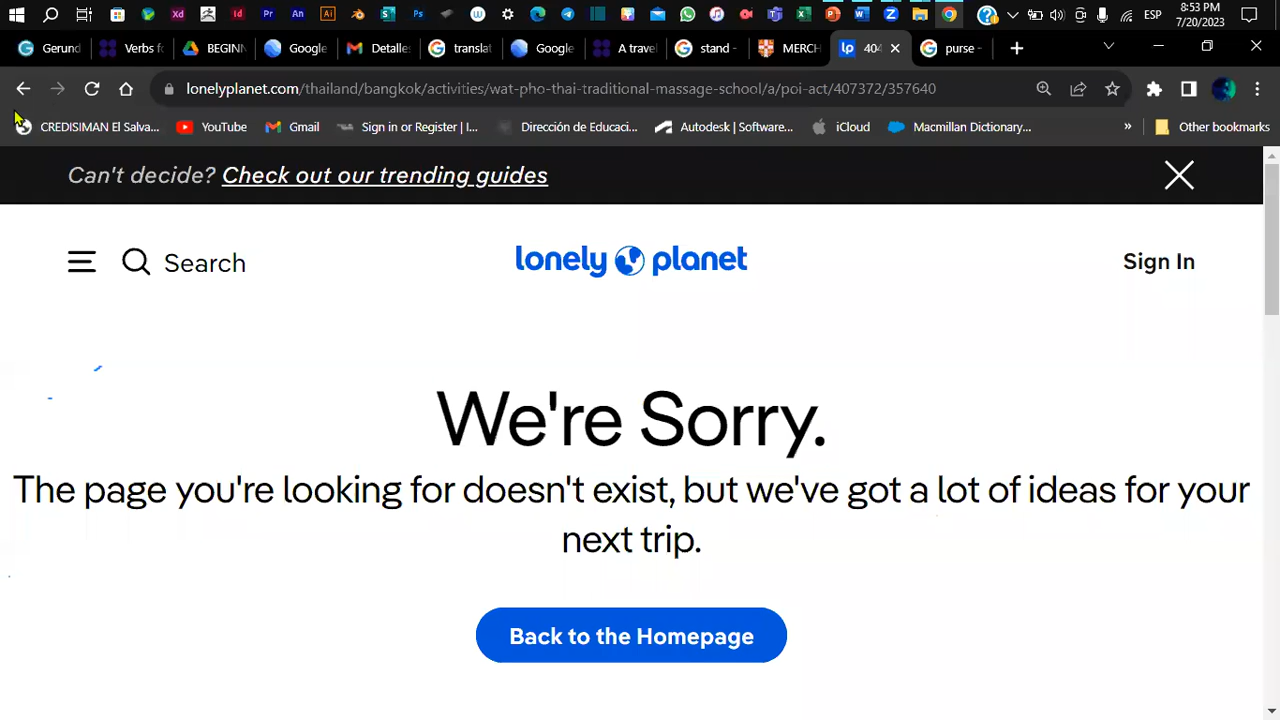 8:53 PM
ESP
7/20/2023
Gerund
Verbs fo
BEGINN
Google
Detalle
translat
Google
A travel
stand -
MERCH
404
purse -
lonelyplanet.com/thailand/bangkok/activities/wat-pho-thai-traditional-massage-school/a/poi-act/407372/357640
CREDISIMAN El Salva...
YouTube
Gmail
Sign in or Register | I...
Dirección de Educaci...
Autodesk | Software...
iCloud
Macmillan Dictionary...
»
Other bookmarks
Can't decide? Check out our trending guides
Search
lonely planet
Sign In
We're Sorry.
The page you're looking for doesn't exist, but we've got a lot of ideas for your
next trip.
Back to the Homepage